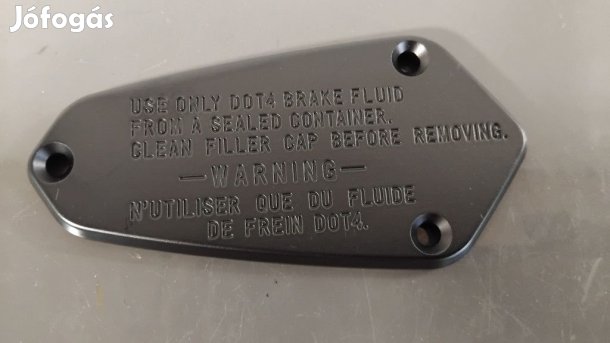 Jófogás
USE ONLY DOT4 BRAKE FLUID
FROM A SEALED CONTAINER.
CLEAN FILLER CAP BEFORE REMOVING.
—WARNING—
N'UTILISER QUE DU FLUIDE
DE FREIN DOT4.
Jófogás